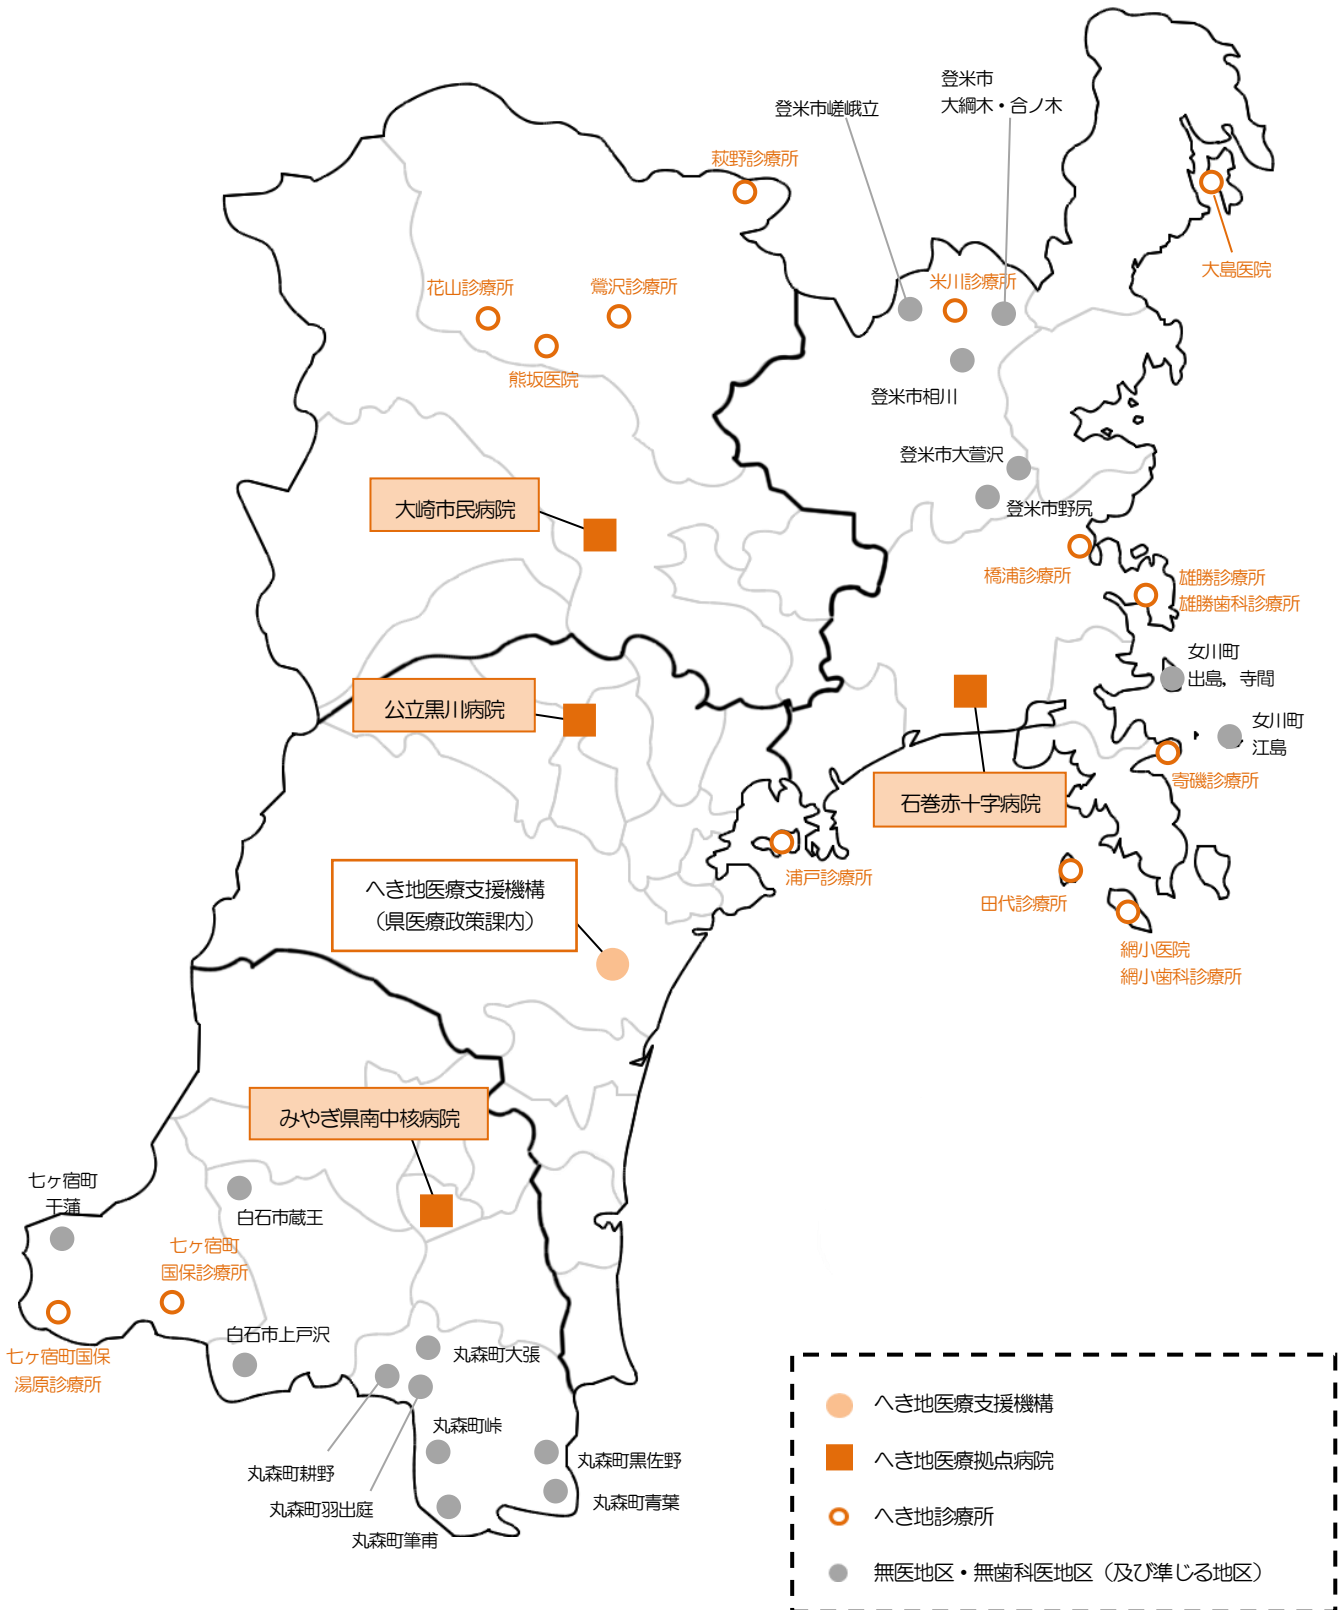 登米市
大綱木・合ノ木
登米市嵯峨立
萩野診療所
大島医院
花山診療所
鶯沢診療所
米川診療所
熊坂医院
登米市相川
登米市大萱沢
大崎市民病院
登米市野尻
橋浦診療所
雄勝診療所
雄勝歯科診療所
女川町
出島，寺間
公立黒川病院
女川町
江島
寄磯診療所
石巻赤十字病院
浦戸診療所
へき地医療支援機構
（県医療政策課内）
田代診療所
網小医院
網小歯科診療所
みやぎ県南中核病院
七ヶ宿町
干蒲
白石市蔵王
七ヶ宿町
国保診療所
白石市上戸沢
七ヶ宿町国保
湯原診療所
丸森町大張
丸森町峠
丸森町黒佐野
丸森町耕野
丸森町青葉
丸森町羽出庭
丸森町筆甫
へき地医療支援機構
へき地医療拠点病院
へき地診療所
無医地区・無歯科医地区（及び準じる地区）